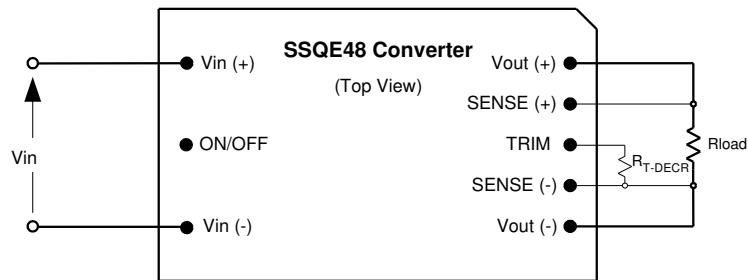 SSQE48 Converter
(Top View)
Vin (+)
Vout (+)
SENSE (+)
ON/OFF
TRIM
Rload
Vin
RT-DECR
SENSE (-)
Vin (-)
Vout (-)